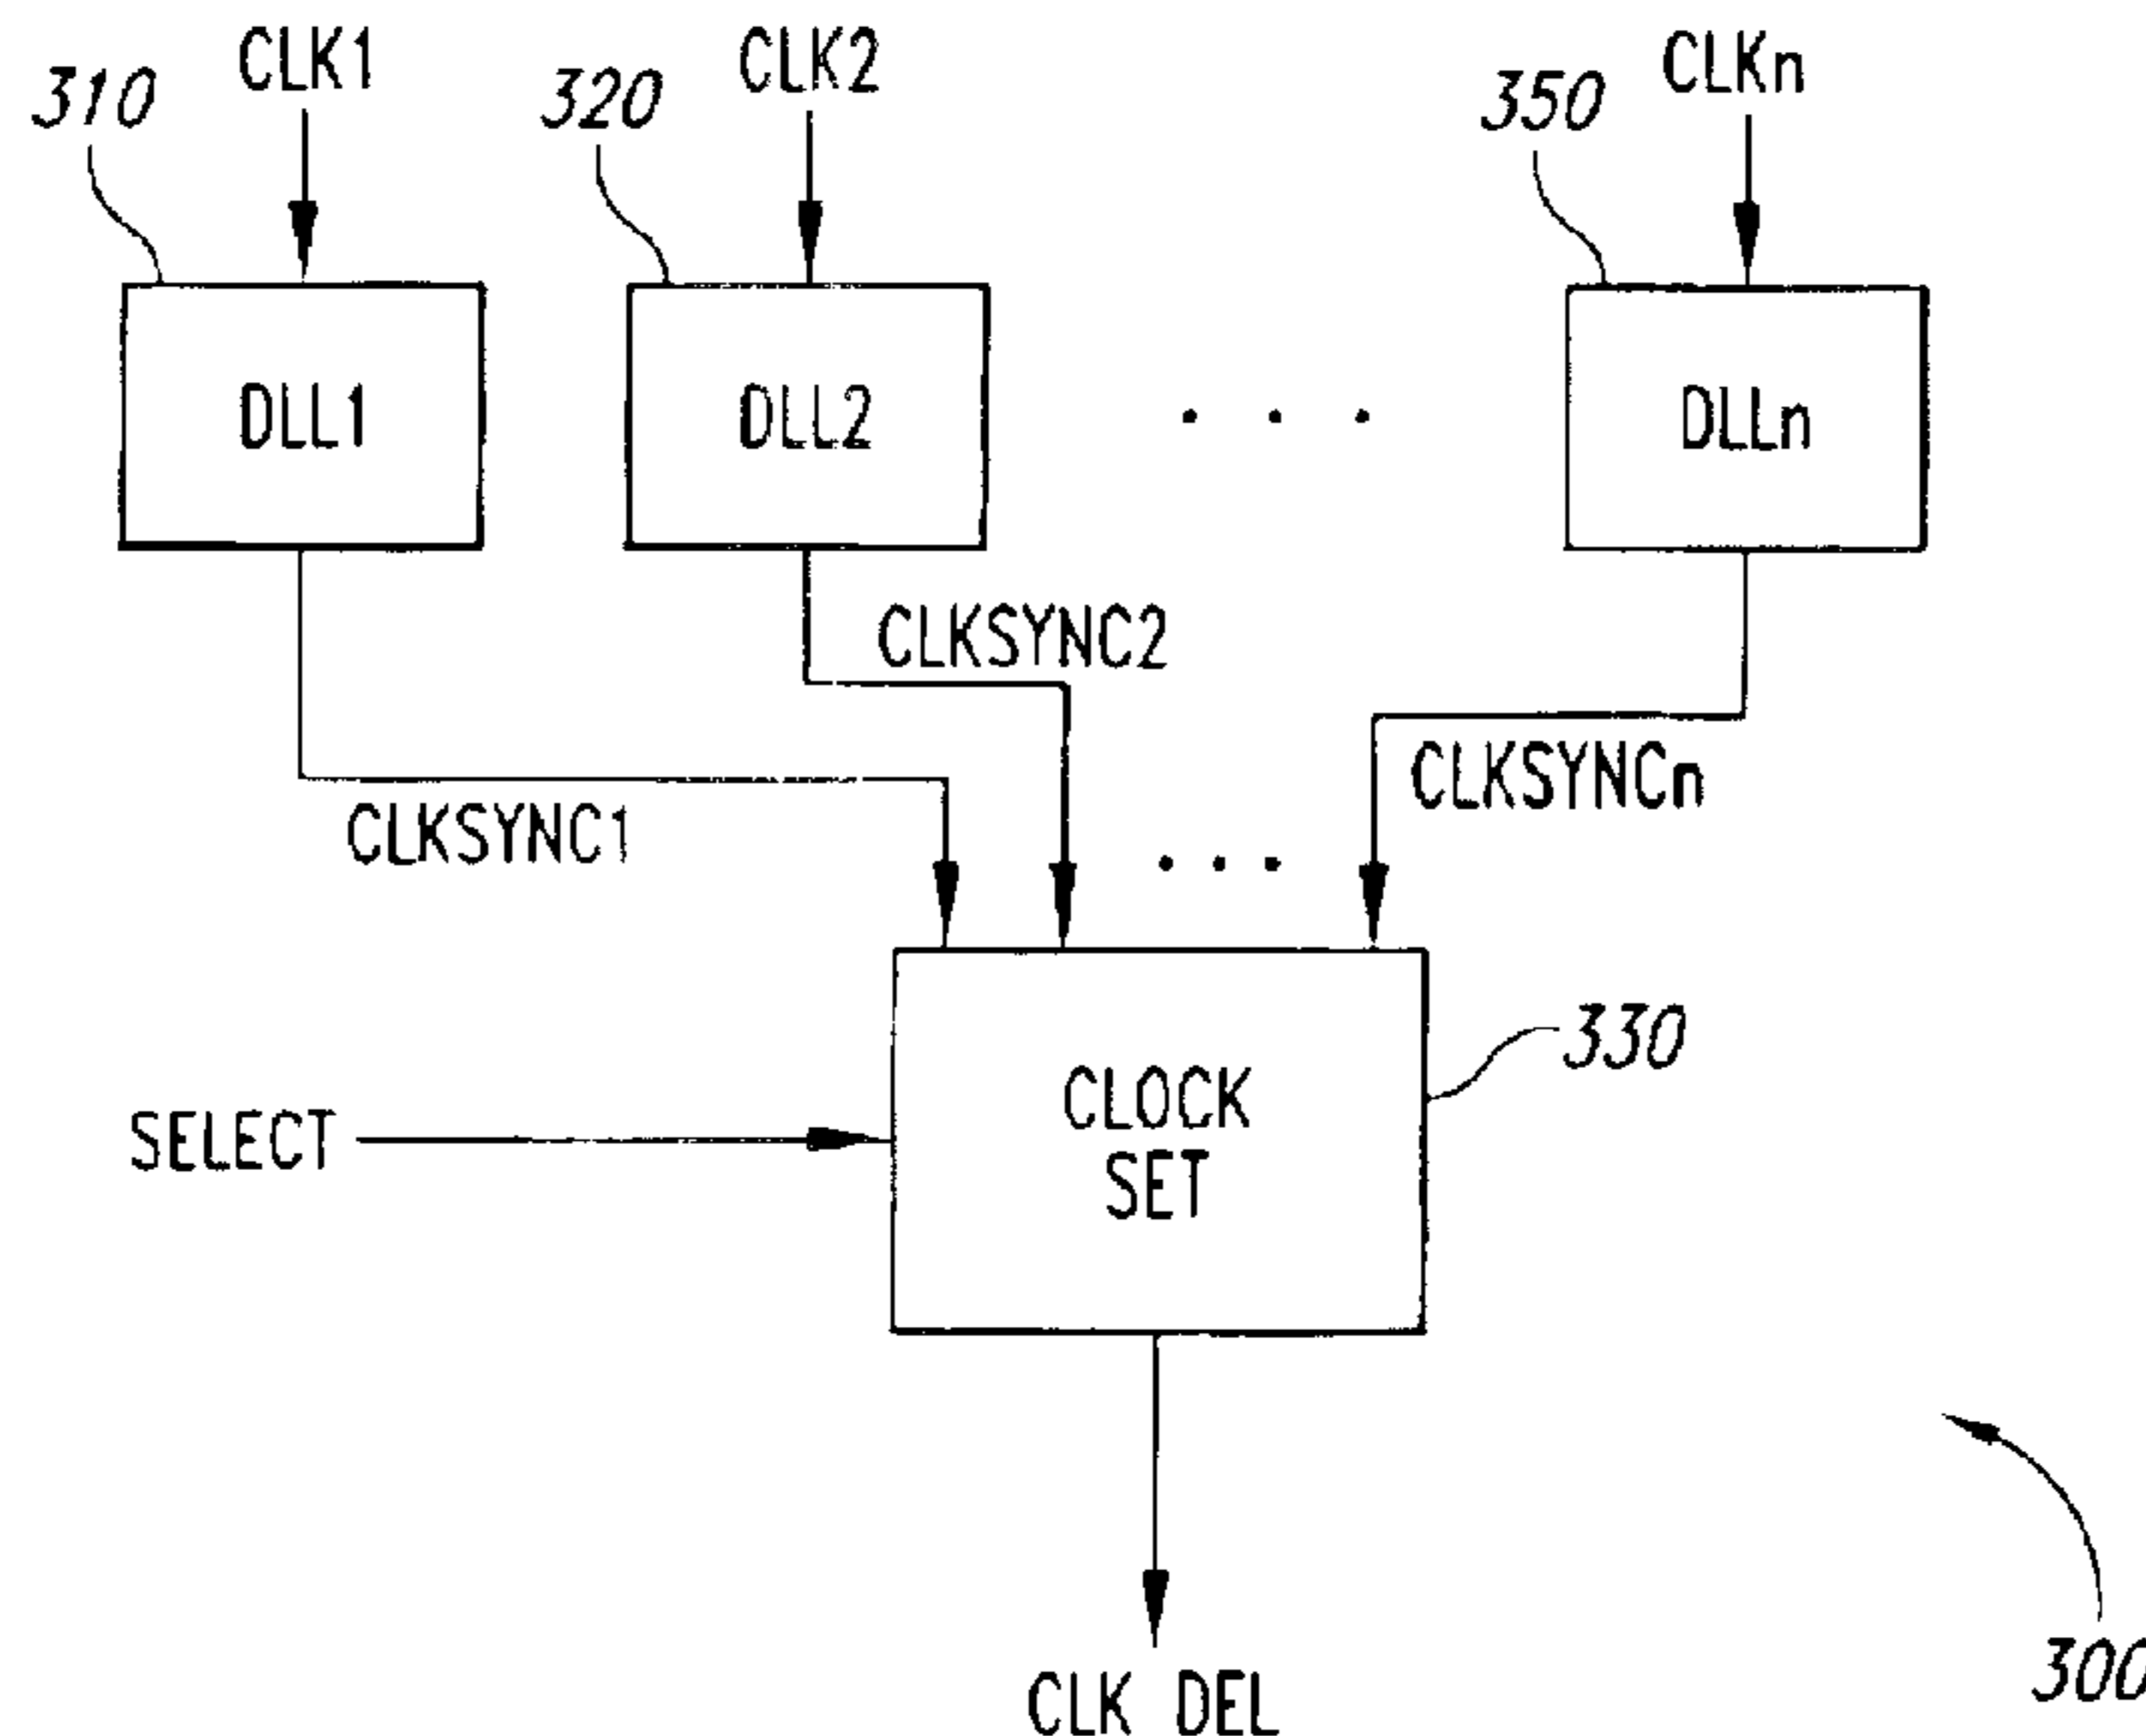 CLK1
CLK2
CLKn
310
320
350
DLL1
DLL2
DLLn
CLKSYNC2
CLKSYNCn
CLKSYNC1
330
CLOCK
SET
SELECT
300
CLK DEL